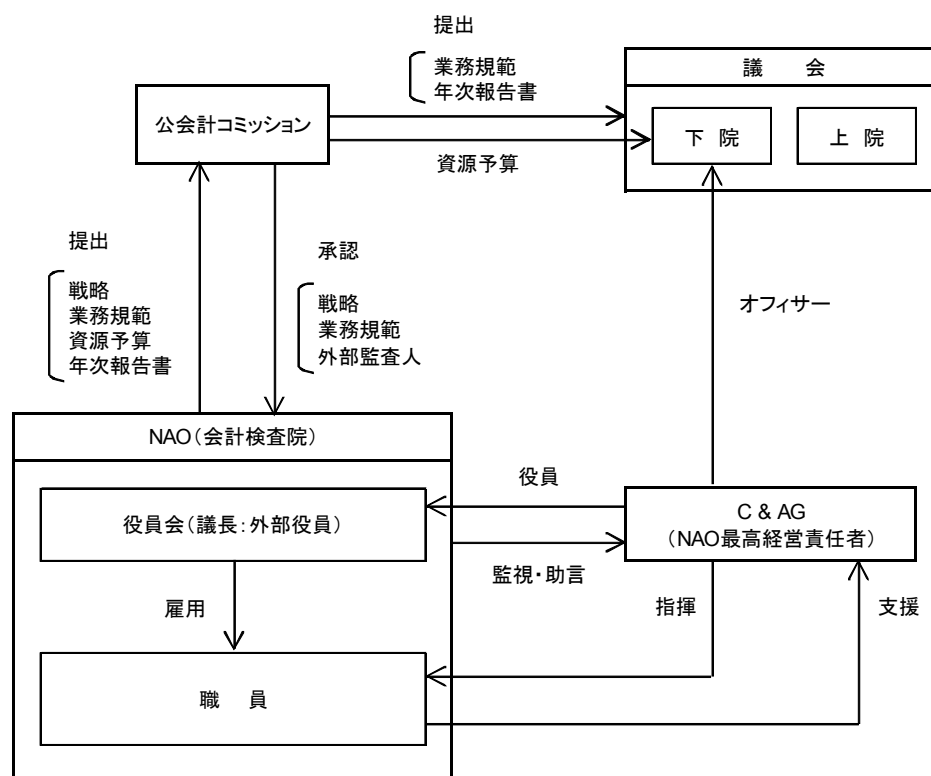 提出
業務規範
年次報告書
議　会
公会計コミッション
下 院
上 院
資源予算
提出
戦略
業務規範
資源予算
年次報告書
承認
戦略
業務規範
外部監査人
オフィサー
NAO（会計検査院）
役員会（議長：外部役員）
役員
C & AG
（NAO最高経営責任者）
監視・助言
雇用
指揮
支援
職　員